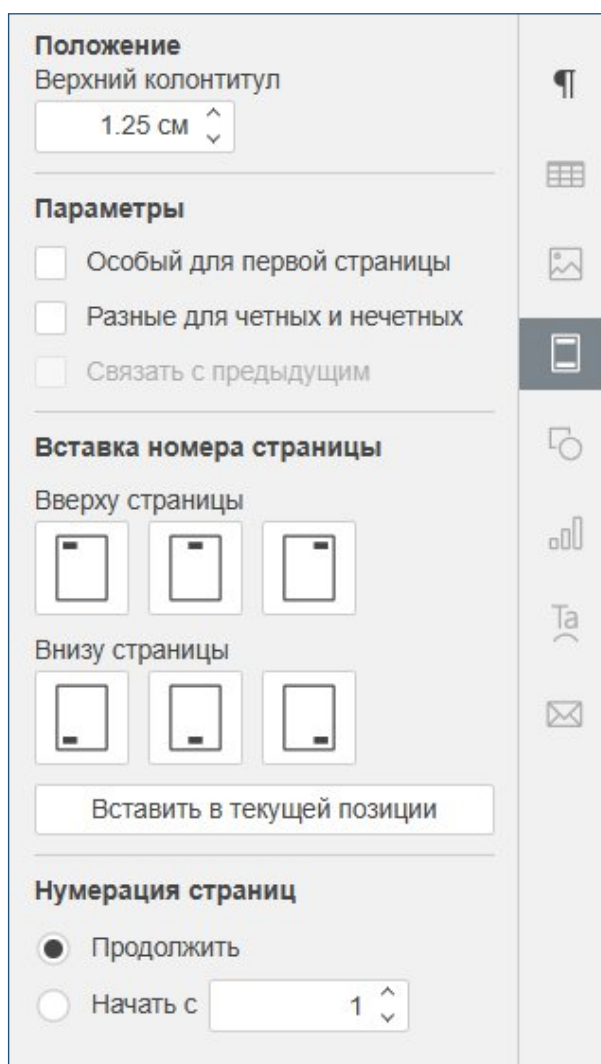 Положение
Верхний колонтитул
1.25 см
Параметры
Особый для первой страницы
Разные для четных и нечетных
Связать с предыдущим
Вставка номера страницы
Вверху страницы
Внизу страницы
Вставить в текущей позиции
Нумерация страниц
Продолжить
Начать с 1
¶
Ta